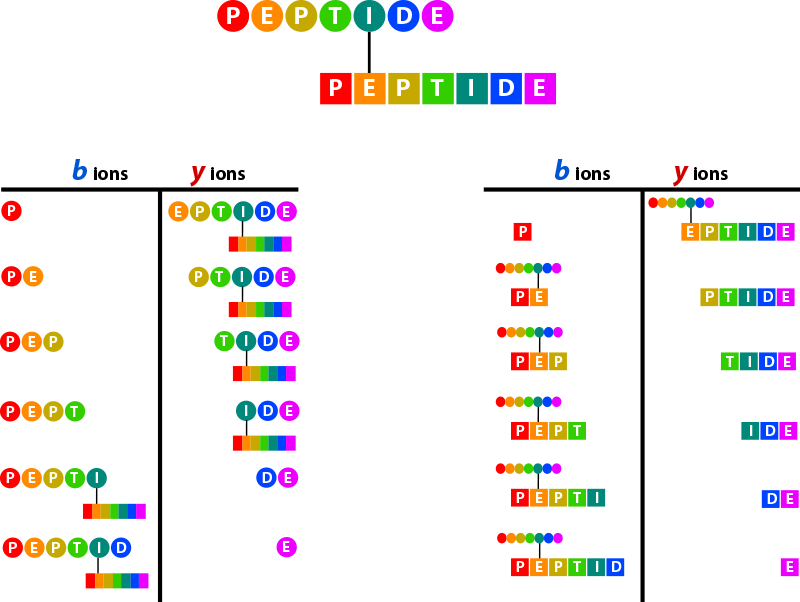 PEPTIDE
PEPTIDE
b ions y ions b ions y ions
P EPTIDE P EPTIDE
PE PTIDE PE PTIDE
PEP TIDE PEP TIDE
PEPT IDE PEPT IDE
PEPTI DE PEPTI DE
PEPTID E PEPTID E